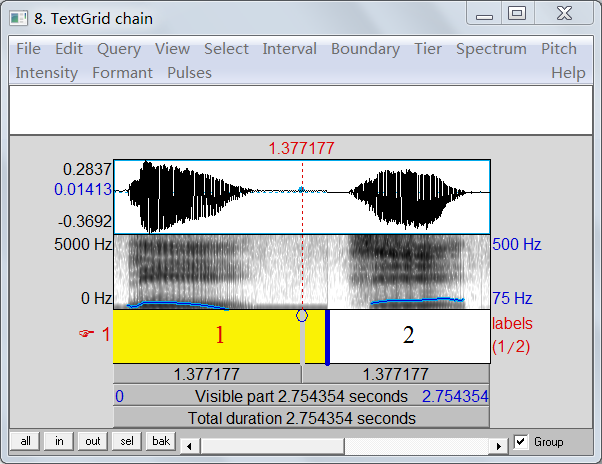 8. TextGrid chain
File Edit Query View Select Interval Boundary Tier Spectrum Pitch
Intensity Formant Pulses Help
1.377177
0.2837
0.01413
-0.3692
5000 Hz 500 Hz
0 Hz 75 Hz
☞ 1 1 2 labels
(1/2)
1.377177 1.377177
0 Visible part 2.754354 seconds 2.754354
Total duration 2.754354 seconds
all in out sel bak Group